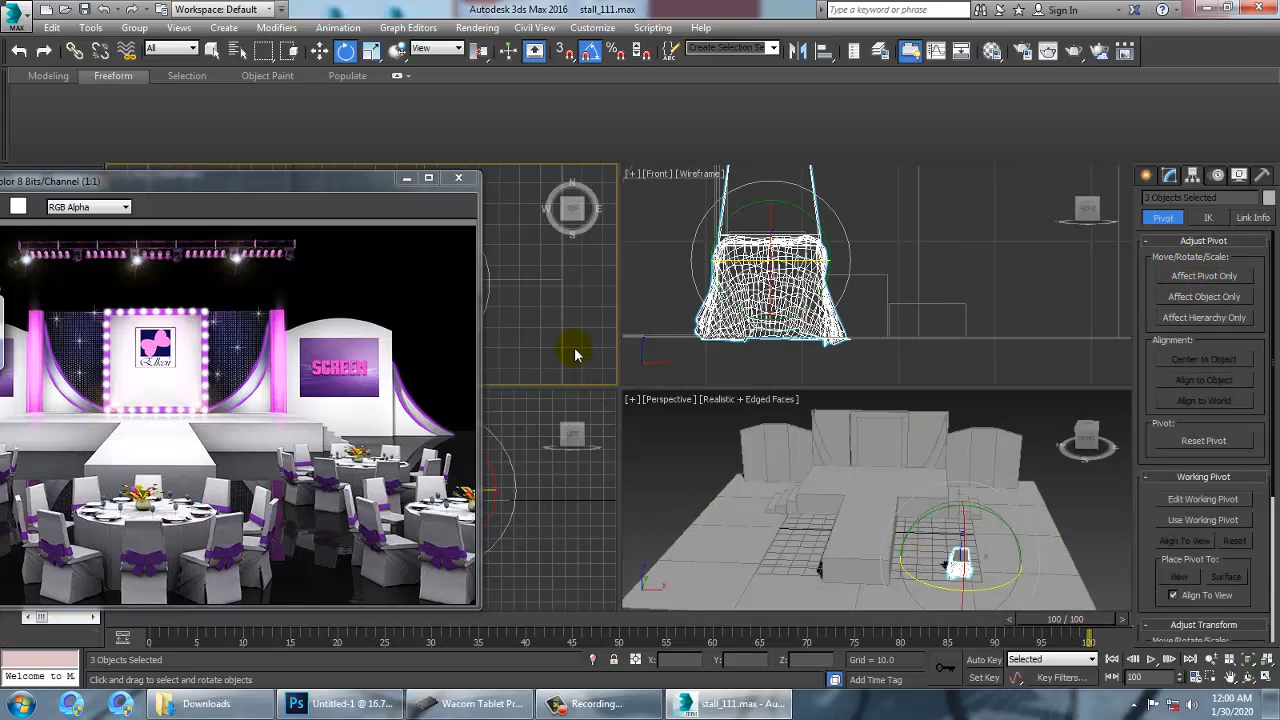 Workspace: Default
Autodesk 3ds Max 2016 stall_111.max
Type a keyword or phrase
Sign In
MAX
Edit Tools Group Views Create Modifiers Animation Graph Editors Rendering Civil View Customize Scripting Help
All
View
Create Selection Se
Modeling Freeform Selection Object Paint Populate
olor 8 Bits/Channel (1:1)
RGB Alpha
[+] [Front] [Wireframe]
N
W E
S
3 Objects Selected
Pivot IK Link Info
Adjust Pivot
Move/Rotate/Scale:
Affect Pivot Only
Affect Object Only
Affect Hierarchy Only
Alignment:
Center to Object
Align to Object
Align to World
Pivot:
Reset Pivot
Working Pivot
Edit Working Pivot
Use Working Pivot
Align To View Reset
Place Pivot To:
View Surface
Align To View
Adjust Transform
Move/Rotate/Scale:
Elleen
SCREEN
[+] [Perspective] [Realistic + Edged Faces]
100 / 100
0 5 10 15 20 25 30 35 40 45 50 55 60 65 70 75 80 85 90 95 100
3 Objects Selected
X: Y: Z:
Grid = 10.0
Auto Key
Selected
Welcome to M
Click and drag to select and rotate objects
Add Time Tag
Set Key
Key Filters...
100
Downloads
Untitled-1 @ 16.7...
Wacom Tablet Pr...
Recording...
stall_111.max - Au...
12:00 AM
1/30/2020